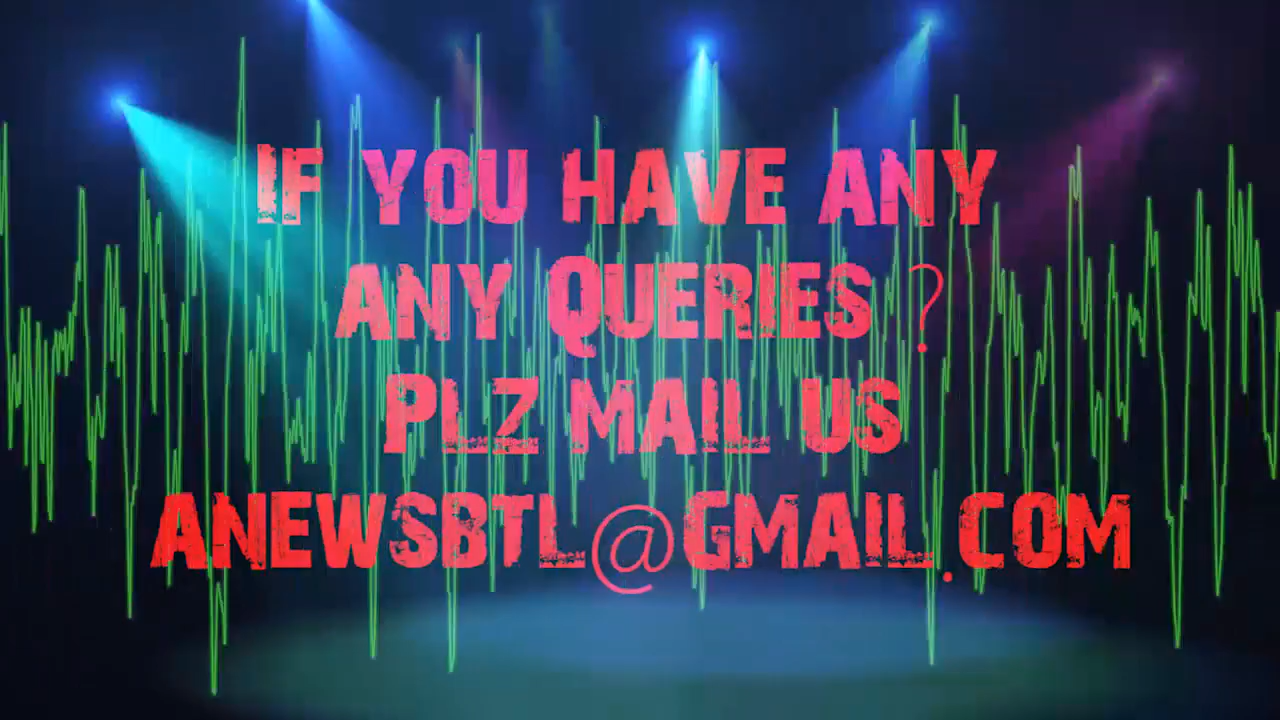 IF YOU HAVE ANY
ANY QUERIES ?
PLZ MAIL US
ANEWSBTL@GMAIL.COM